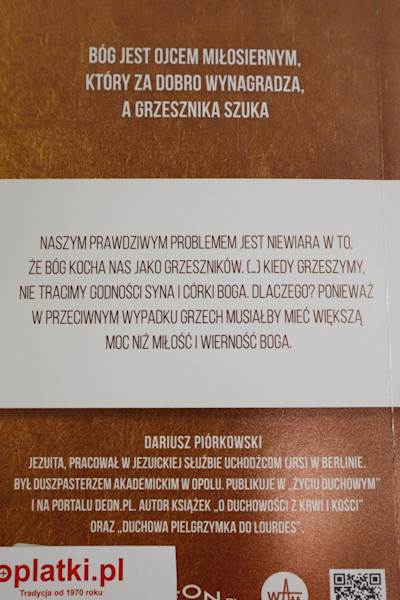 BÓG JEST OJCEM MIŁOSIERNYM,
KTÓRY ZA DOBRO WYNAGRADZA,
A GRZESZNIKA SZUKA
NASZYM PRAWDZIWYM PROBLEMEM JEST NIEWIARA W TO,
ŻE BÓG KOCHA NAS JAKO GRZESZNIKÓW. (...) KIEDY GRZESZYMY,
NIE TRACIMY GODNOŚCI SYNA I CÓRKI BOGA. DLACZEGO? PONIEWAŻ
W PRZECIWNYM WYPADKU GRZECH MUSIAŁBY MIEĆ WIĘKSZĄ
MOC NIŻ MIŁOŚĆ I WIERNOŚĆ BOGA.
DARIUSZ PIÓRKOWSKI
JEZUITA, PRACOWAŁ W JEZUICKIEJ SŁUŻBIE UCHODŹCOM (JRS) W BERLINIE.
BYŁ DUSZPASTERZEM AKADEMICKIM W OPOLU. PUBLIKUJE W „ŻYCIU DUCHOWYM"
I NA PORTALU DEON.PL. AUTOR KSIĄŻEK „O DUCHOWOŚCI Z KRWI I KOŚCI"
ORAZ „DUCHOWA PIELGRZYMKA DO LOURDES".
oplatki.pl
Tradycja od 1970 roku
WAM